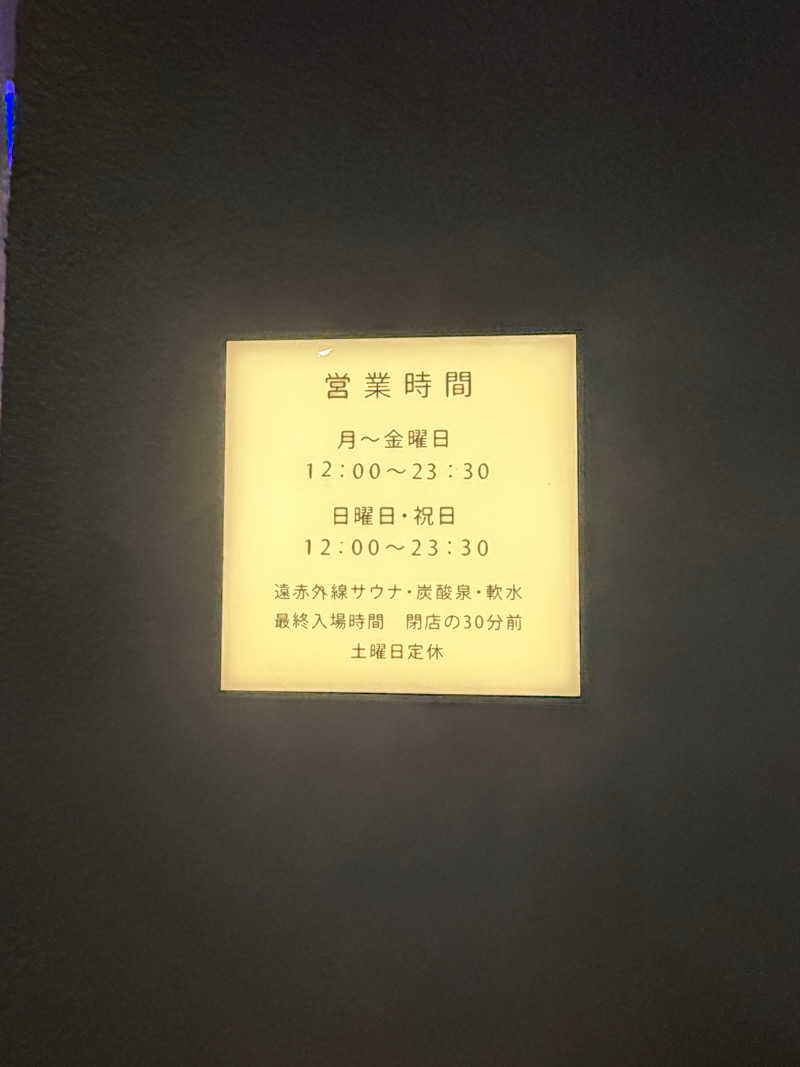 営業時間
月～金曜日
12:00～23:30
日曜日・祝日
12:00～23:30
遠赤外線サウナ・炭酸泉・軟水
最終入場時間　閉店の30分前
土曜日定休